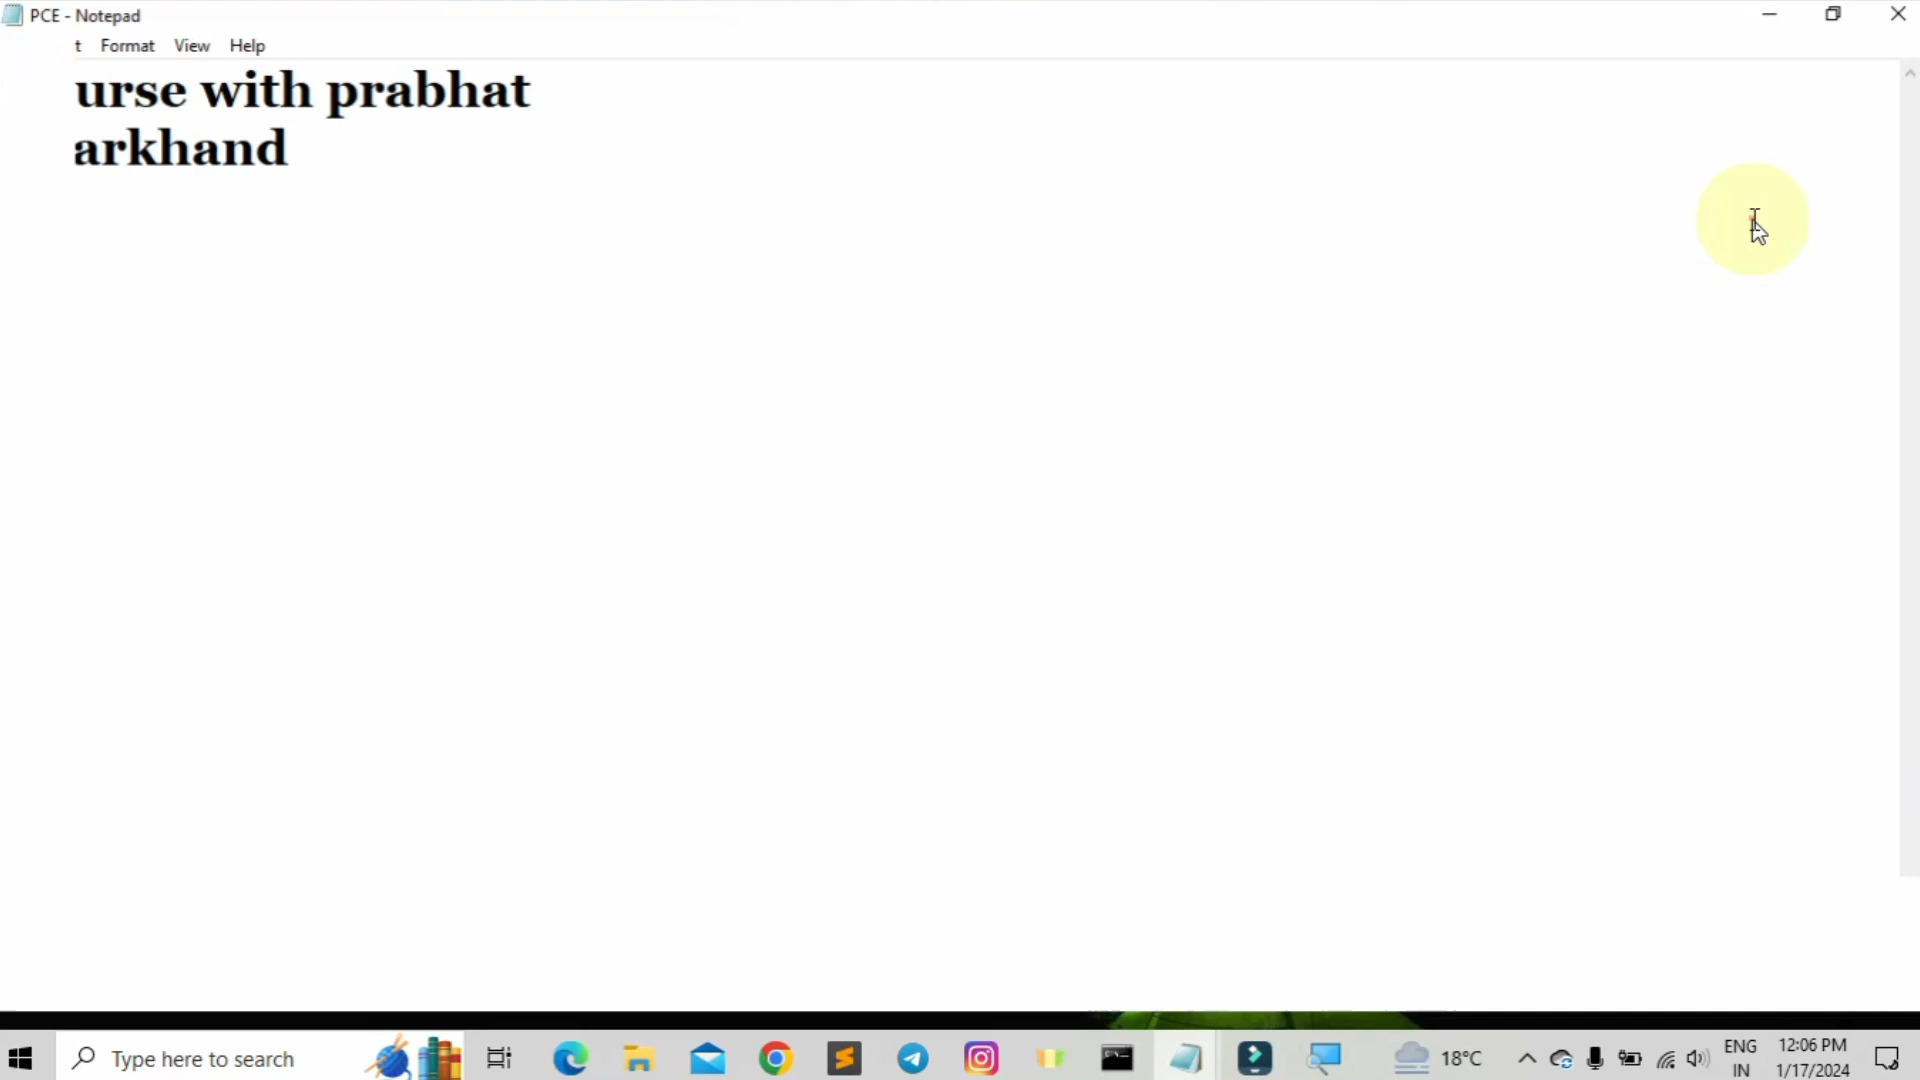 PCE - Notepad
t Format View Help
urse with prabhat
arkhand
Type here to search
18°C
ENG
IN
12:06 PM
1/17/2024